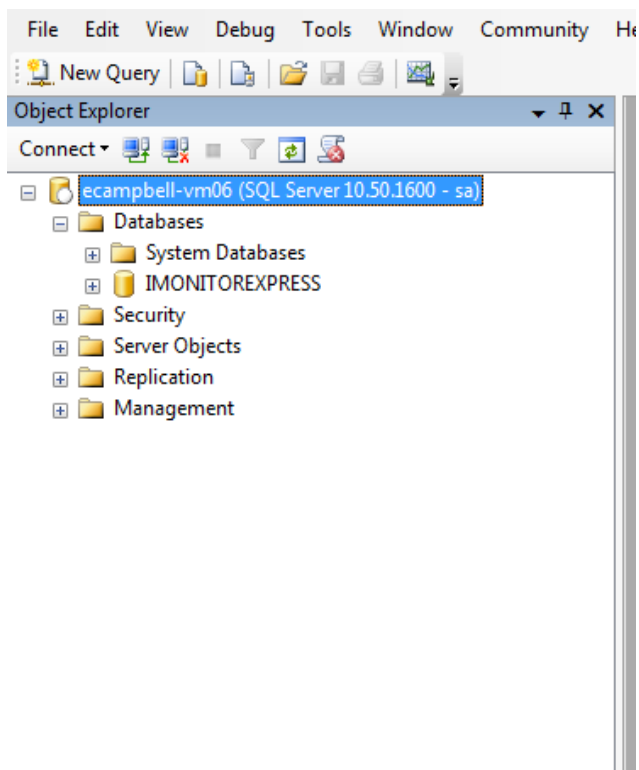 File Edit View Debug Tools Window Community He
New Query
Object Explorer
Connect
ecampbell-vm06 (SQL Server 10.50.1600 - sa)
Databases
System Databases
IMONITOREXPRESS
Security
Server Objects
Replication
Management